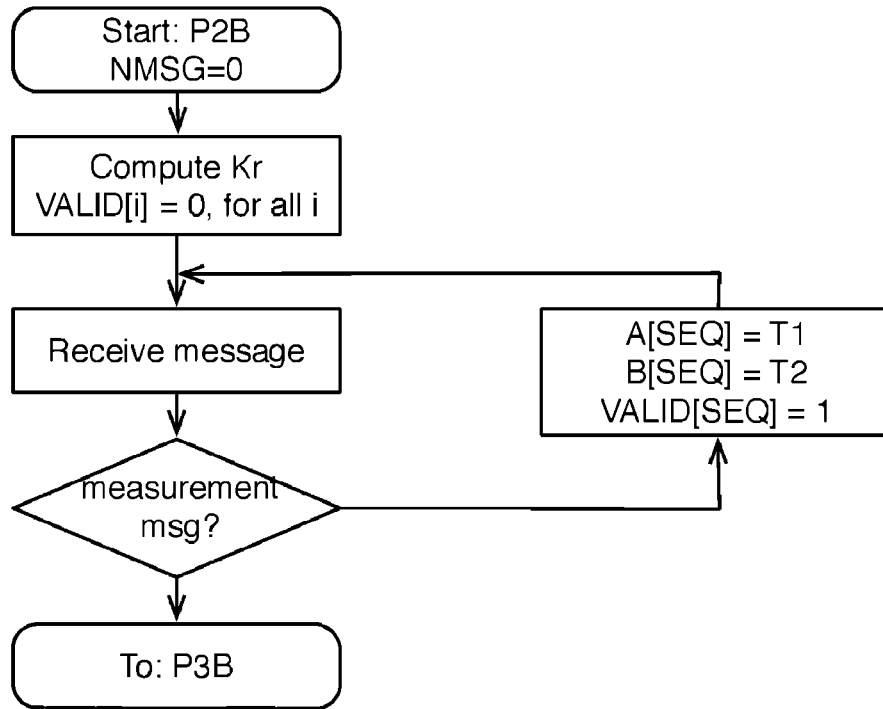 Start: P2B
NMSG=0
Compute Kr
VALID[i] = 0, for all i
Receive message
A[SEQ] = T1
B[SEQ] = T2
VALID[SEQ] = 1
measurement
msg?
To: P3B